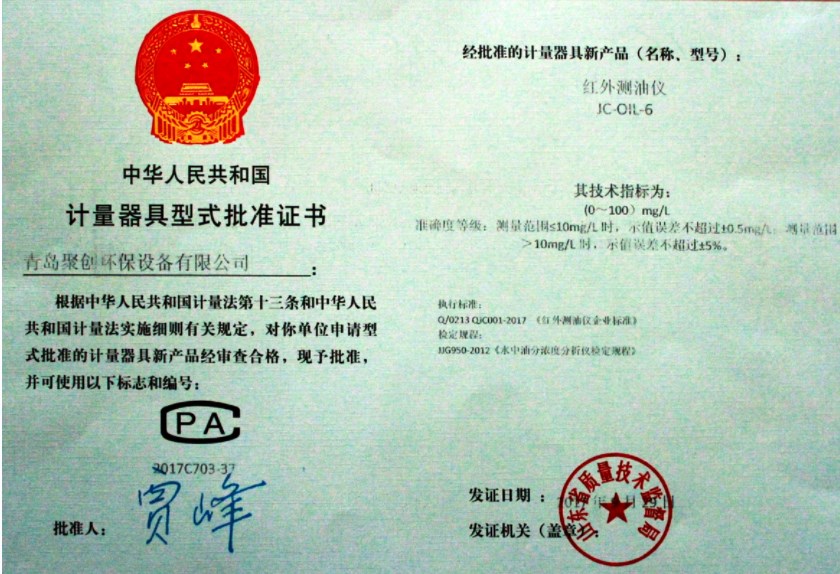 中华人民共和国
计量器具型式批准证书
青岛聚创环保设备有限公司:
根据中华人民共和国计量法第十三条和中华人民
共和国计量法实施细则有关规定，对你单位申请型
式批准的计量器具新产品经审查合格，现予批准，
并可使用以下标志和编号:
CPA
2017C703-37
批准人:
贾峰
经批准的计量器具新产品（名称、型号）:
红外测油仪
JC-OIL-6
其技术指标为:
(0～100）mg/L
准确度等级: 测量范围≤10mg/L时，示值误差不超过±0.5mg/L; 测量范围
＞10mg/L时，示值误差不超过±5%。
执行标准:
Q/0213 QJC001-2017 《红外测油仪企业标准》
检定规程:
JJG950-2012《水中油分浓度分析仪检定规程》
发证日期 :
发证机关（盖章）:
山东省质量技术监督局